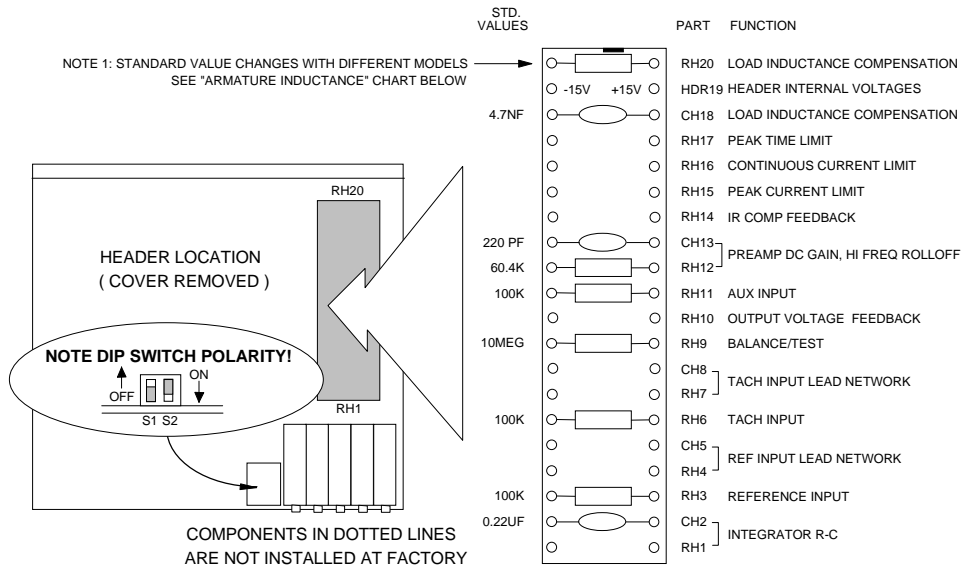 STD.
VALUES PART FUNCTION
NOTE 1: STANDARD VALUE CHANGES WITH DIFFERENT MODELS
SEE "ARMATURE INDUCTANCE" CHART BELOW
RH20 LOAD INDUCTANCE COMPENSATION
-15V +15V HDR19 HEADER INTERNAL VOLTAGES
4.7NF CH18 LOAD INDUCTANCE COMPENSATION
RH17 PEAK TIME LIMIT
RH16 CONTINUOUS CURRENT LIMIT
RH15 PEAK CURRENT LIMIT
RH14 IR COMP FEEDBACK
220 PF CH13
PREAMP DC GAIN, HI FREQ ROLLOFF
60.4K RH12
100K RH11 AUX INPUT
RH10 OUTPUT VOLTAGE FEEDBACK
10MEG RH9 BALANCE/TEST
CH8
TACH INPUT LEAD NETWORK
RH7
100K RH6 TACH INPUT
CH5
REF INPUT LEAD NETWORK
RH4
100K RH3 REFERENCE INPUT
0.22UF CH2
INTEGRATOR R-C
RH1
RH20
HEADER LOCATION
( COVER REMOVED )
NOTE DIP SWITCH POLARITY!
OFF ON
S1 S2
RH1
COMPONENTS IN DOTTED LINES
ARE NOT INSTALLED AT FACTORY